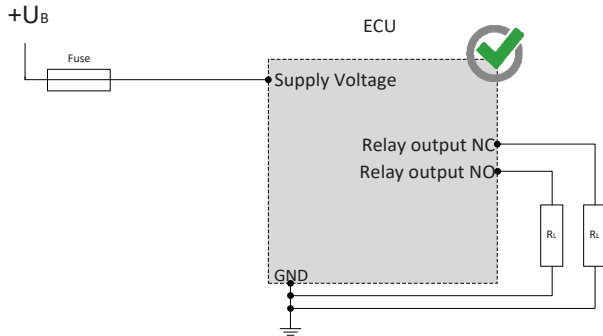 +UB
ECU
Fuse
Supply Voltage
Relay output NC
Relay output NO
RL
RL
GND